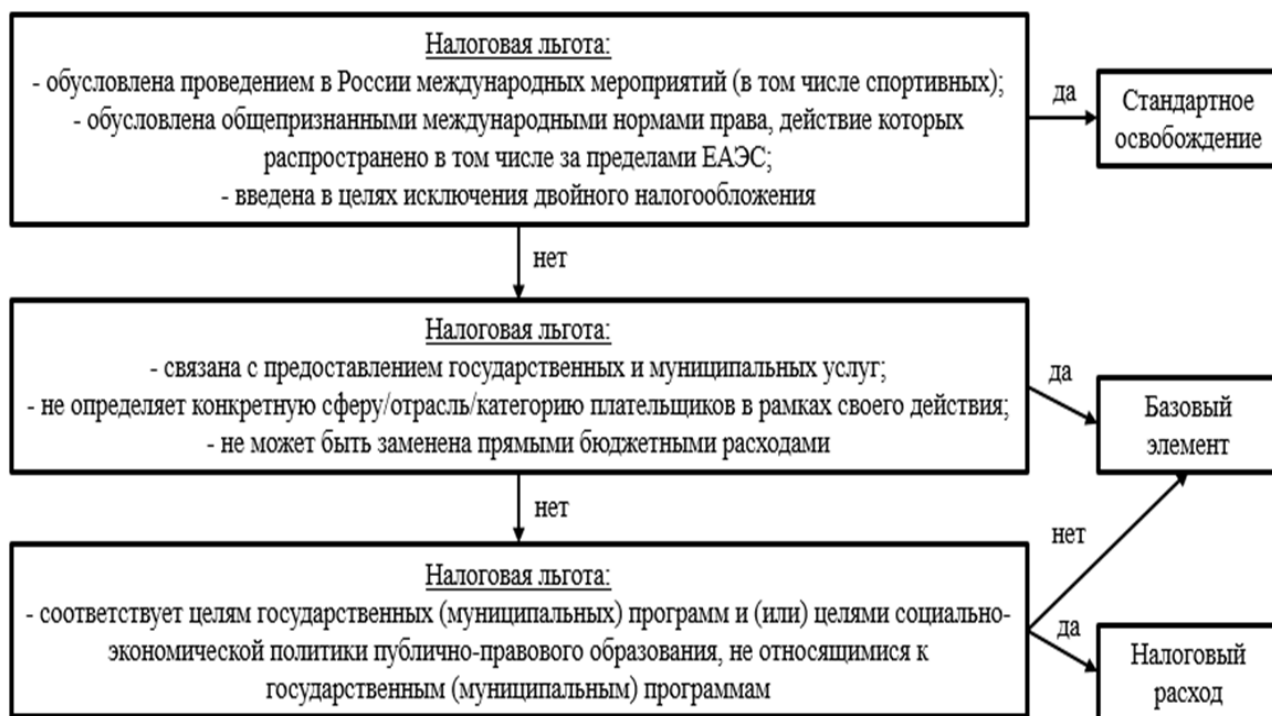 Налоговая льгота:
- обусловлена проведением в России международных мероприятий (в том числе спортивных);
- обусловлена общепризнанными международными нормами права, действие которых
распространено в том числе за пределами ЕАЭС;
- введена в целях исключения двойного налогообложения
да
Стандартное
освобождение
нет
Налоговая льгота:
- связана с предоставлением государственных и муниципальных услуг;
- не определяет конкретную сферу/отрасль/категорию плательщиков в рамках своего действия;
- не может быть заменена прямыми бюджетными расходами
да
Базовый
элемент
нет
нет
Налоговая льгота:
- соответствует целям государственных (муниципальных) программ и (или) целями социально-
экономической политики публично-правового образования, не относящимися к
государственным (муниципальным) программам
да
Налоговый
расход